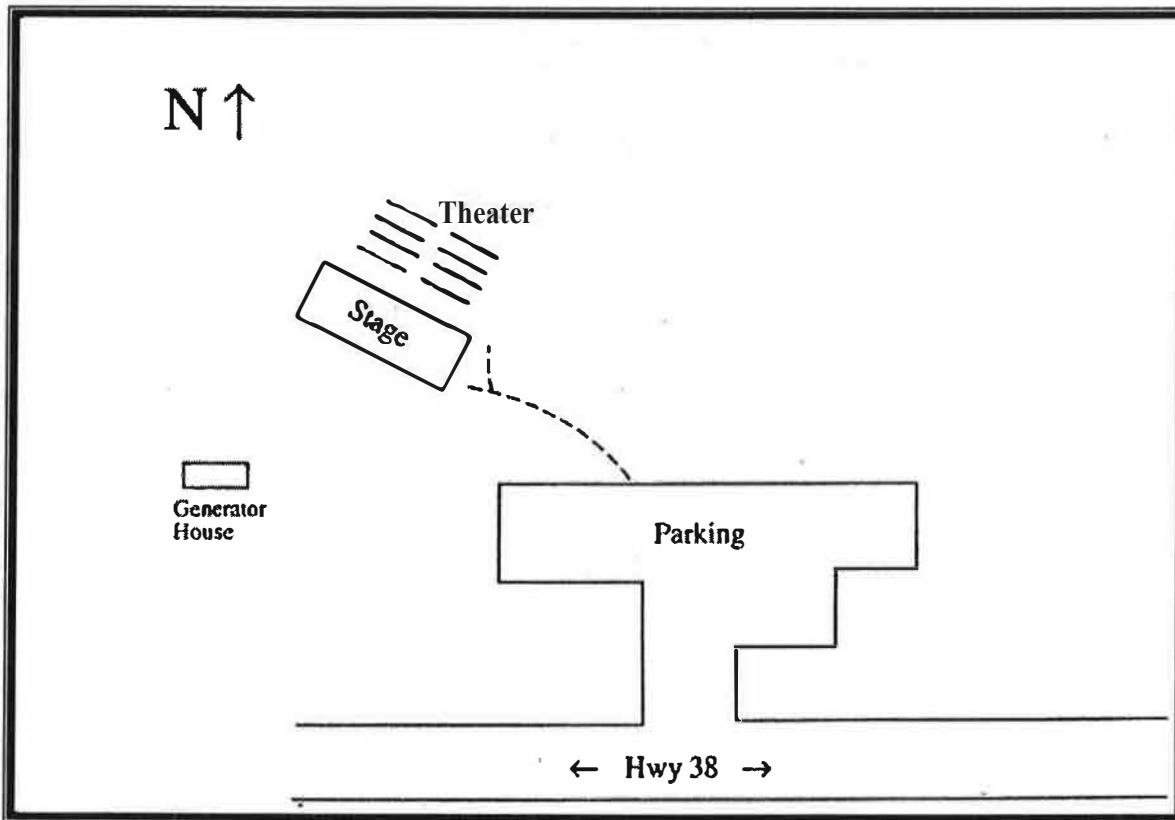 N ↑
Theater
Stage
Generator
House
Parking
← Hwy 38 →